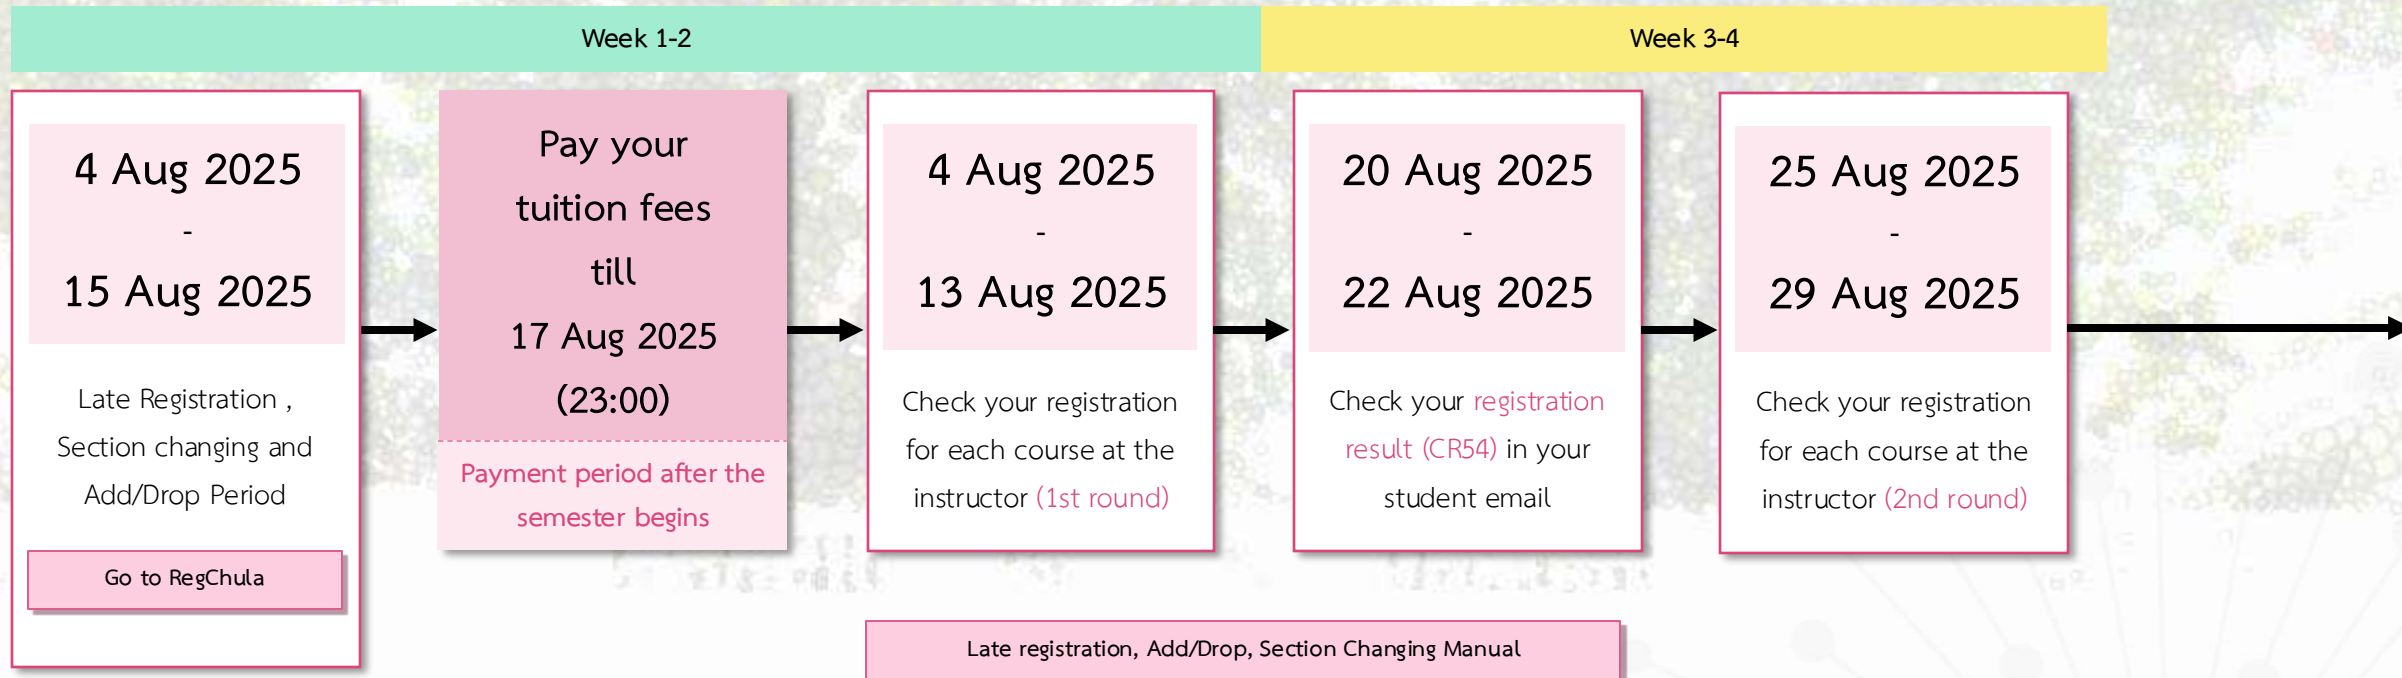 Week 1-2
Week 3-4
4 Aug 2025
-
15 Aug 2025
Late Registration ,
Section changing and
Add/Drop Period
Go to RegChula
Pay your
tuition fees
till
17 Aug 2025
(23:00)
Payment period after the
semester begins
4 Aug 2025
-
13 Aug 2025
Check your registration
for each course at the
instructor (1st round)
20 Aug 2025
-
22 Aug 2025
Check your registration
result (CR54) in your
student email
25 Aug 2025
-
29 Aug 2025
Check your registration
for each course at the
instructor (2nd round)
Late registration, Add/Drop, Section Changing Manual